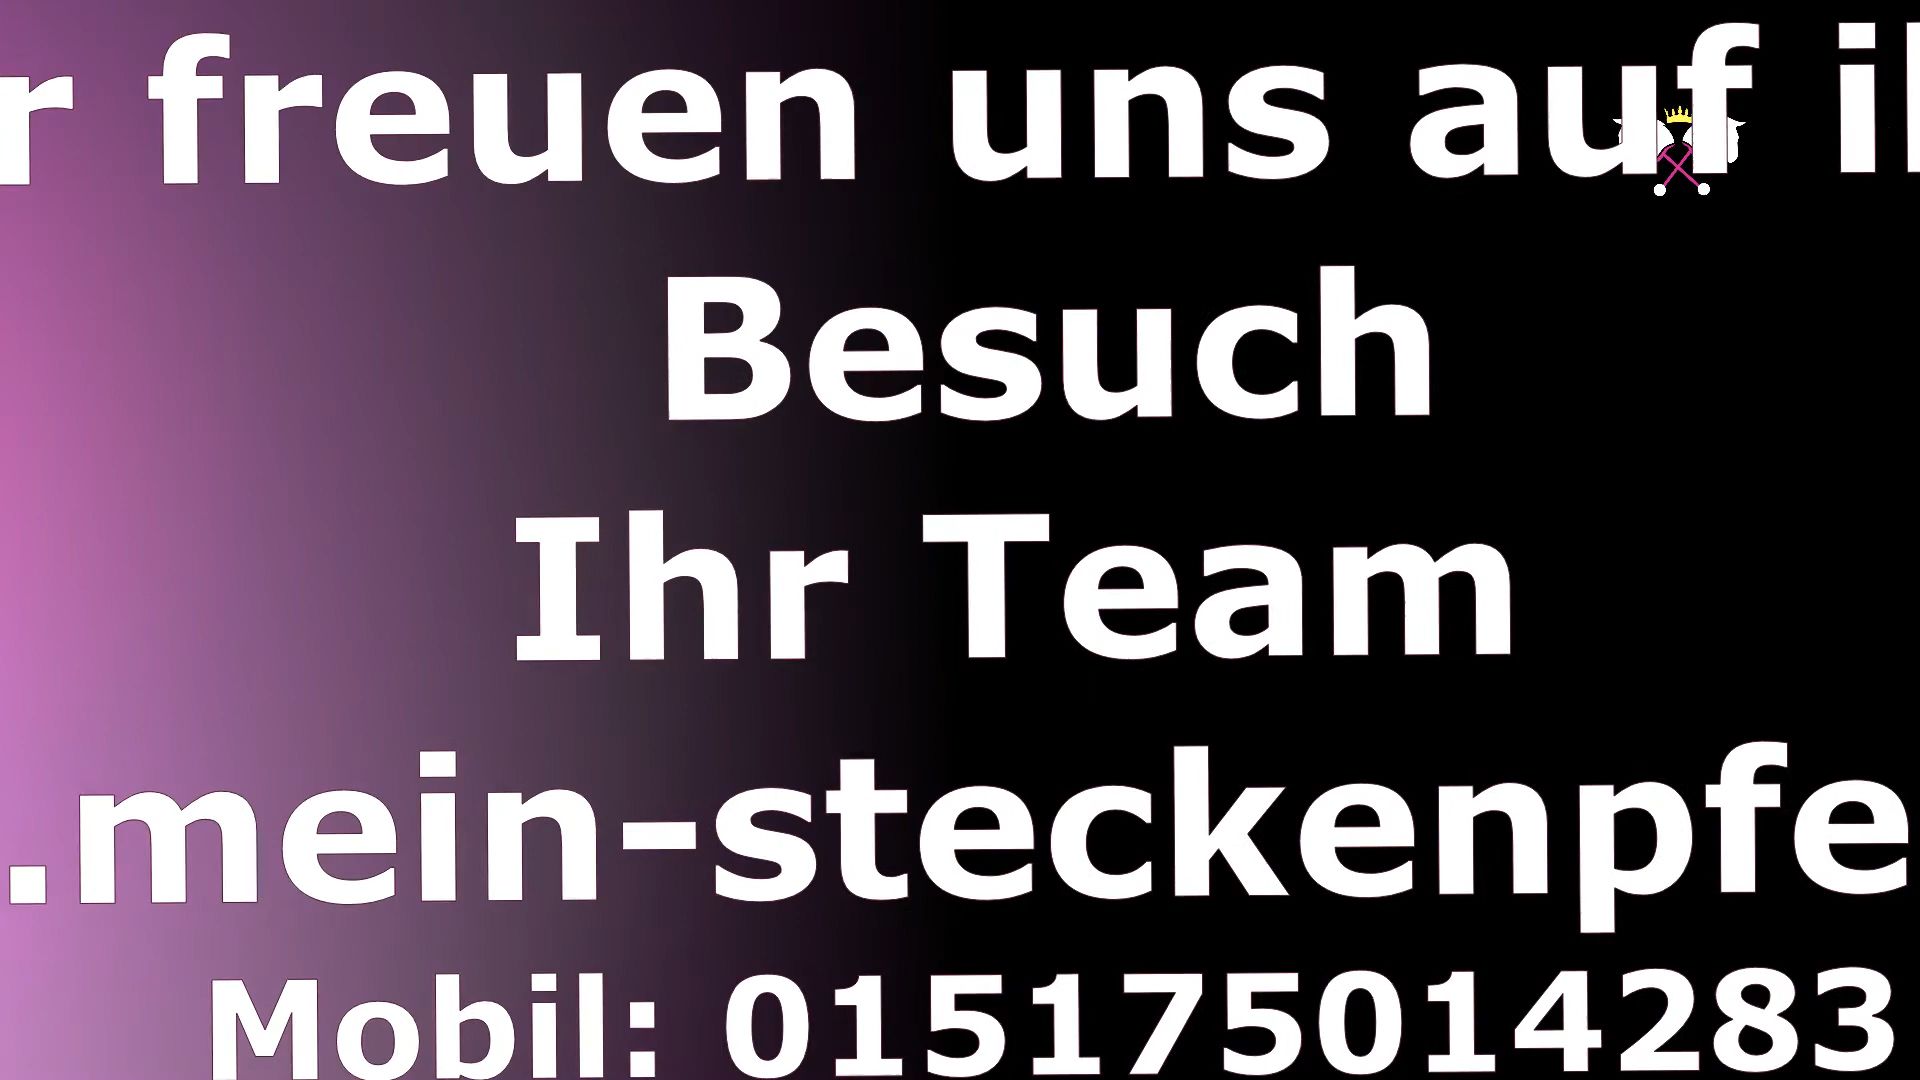 r freuen uns auf i
Besuch
Ihr Team
.mein-steckenpfe
Mobil: 015175014283